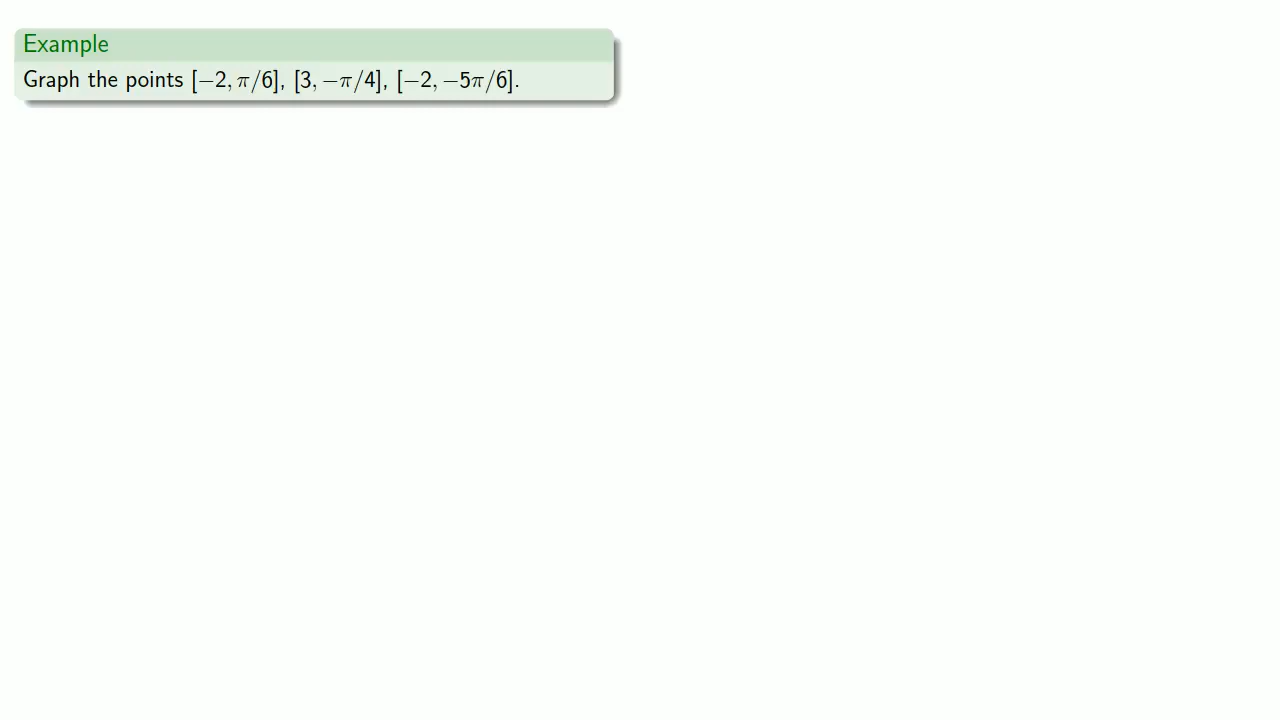 Example
Graph the points [−2, π/6], [3, −π/4], [−2, −5π/6].